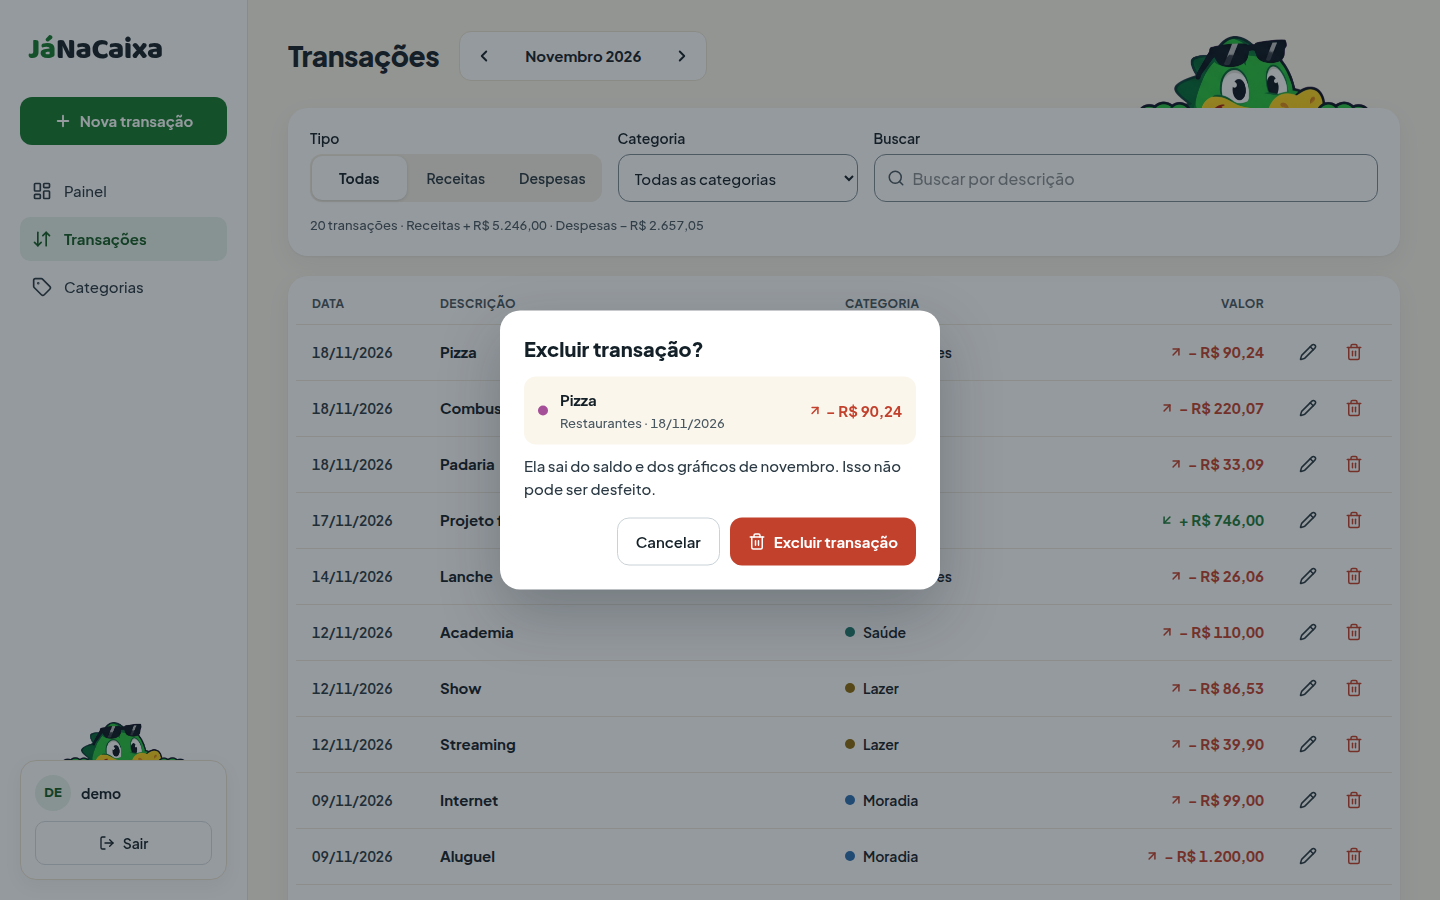 JáNaCaixa
Nova transação
Painel
Transações
Categorias
DE demo
Sair
Transações
Novembro 2026
Tipo
Todas Receitas Despesas
Categoria
Todas as categorias
Buscar
Buscar por descrição
20 transações · Receitas + R$ 5.246,00 · Despesas − R$ 2.657,05
DATA DESCRIÇÃO CATEGORIA VALOR
18/11/2026 Pizza − R$ 90,24
18/11/2026 − R$ 220,07
18/11/2026 Padaria − R$ 33,09
17/11/2026 Projeto + R$ 746,00
14/11/2026 Lanche − R$ 26,06
12/11/2026 Academia Saúde − R$ 110,00
12/11/2026 Show Lazer − R$ 86,53
12/11/2026 Streaming Lazer − R$ 39,90
09/11/2026 Internet Moradia − R$ 99,00
09/11/2026 Aluguel Moradia − R$ 1.200,00
Excluir transação?
Pizza
Restaurantes · 18/11/2026
− R$ 90,24
Ela sai do saldo e dos gráficos de novembro. Isso não
pode ser desfeito.
Cancelar
Excluir transação